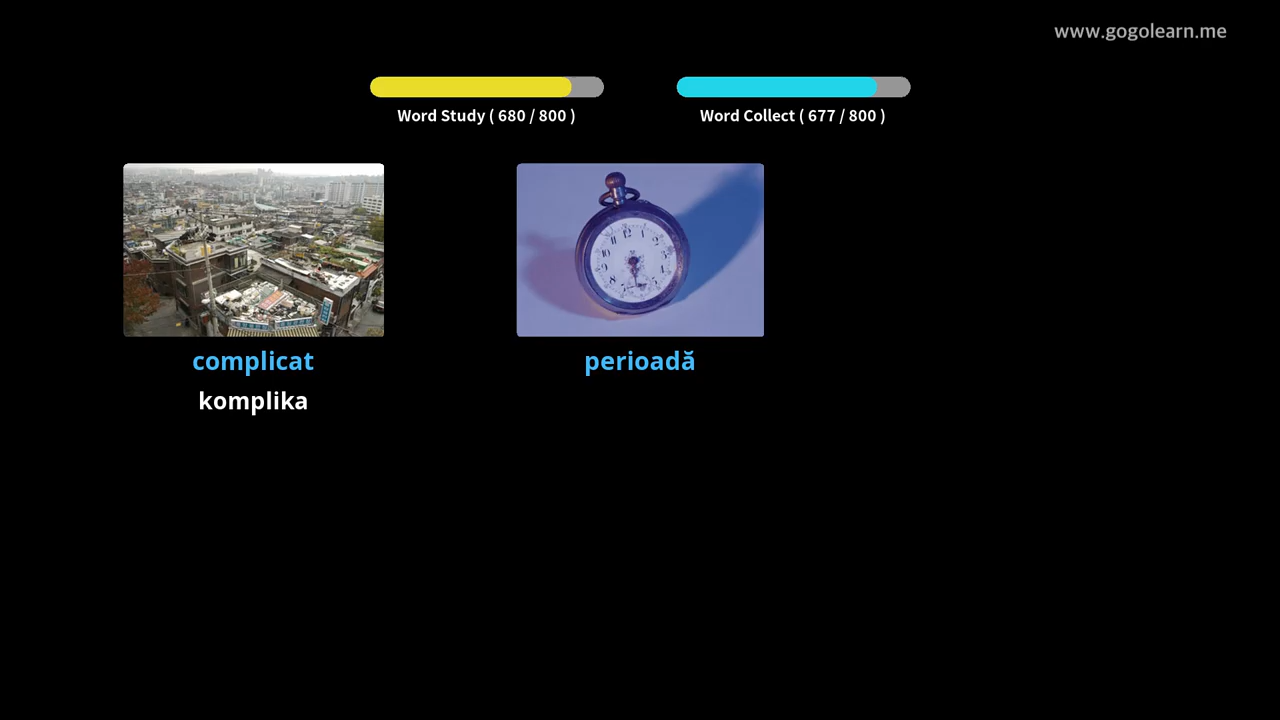 www.gogolearn.me
Word Study ( 680 / 800 )
Word Collect ( 677 / 800 )
complicat
perioadă
komplika